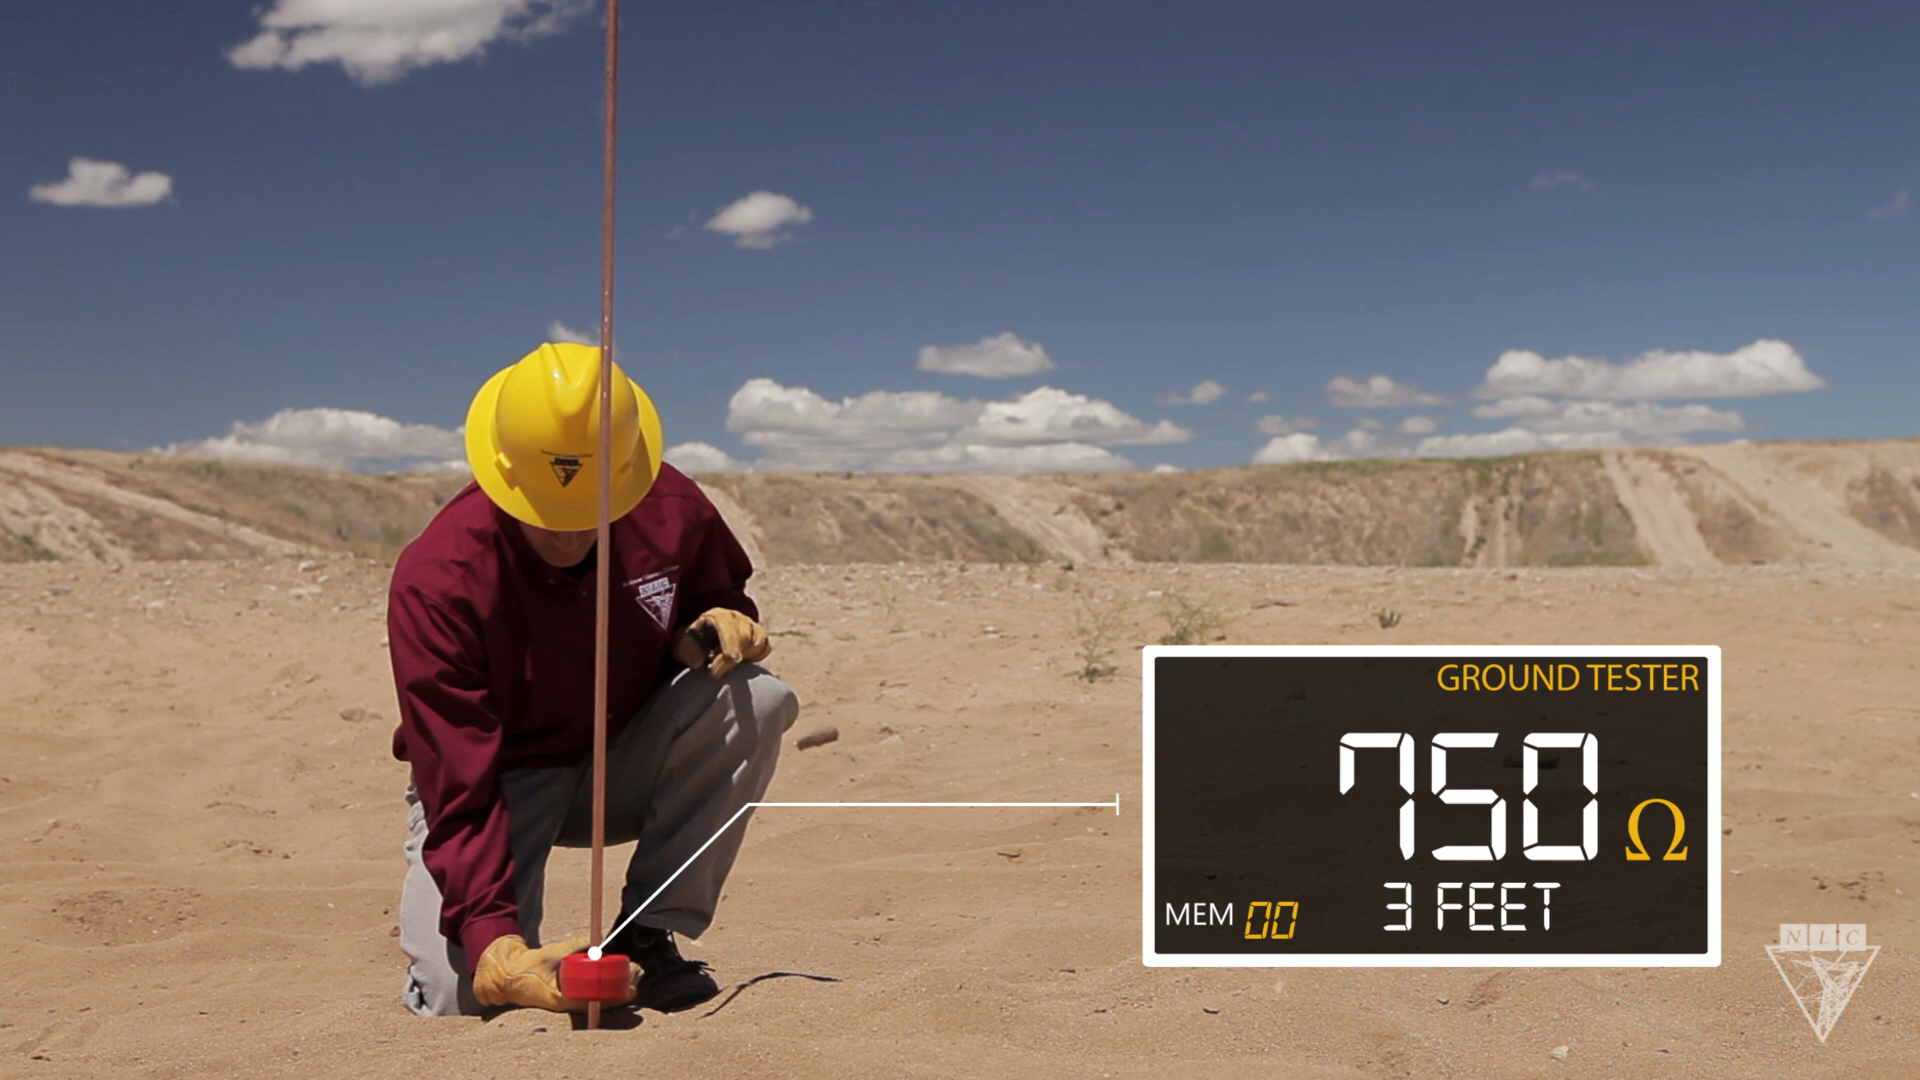 GROUND TESTER
750 Ω
3 FEET
MEM 00
NLC